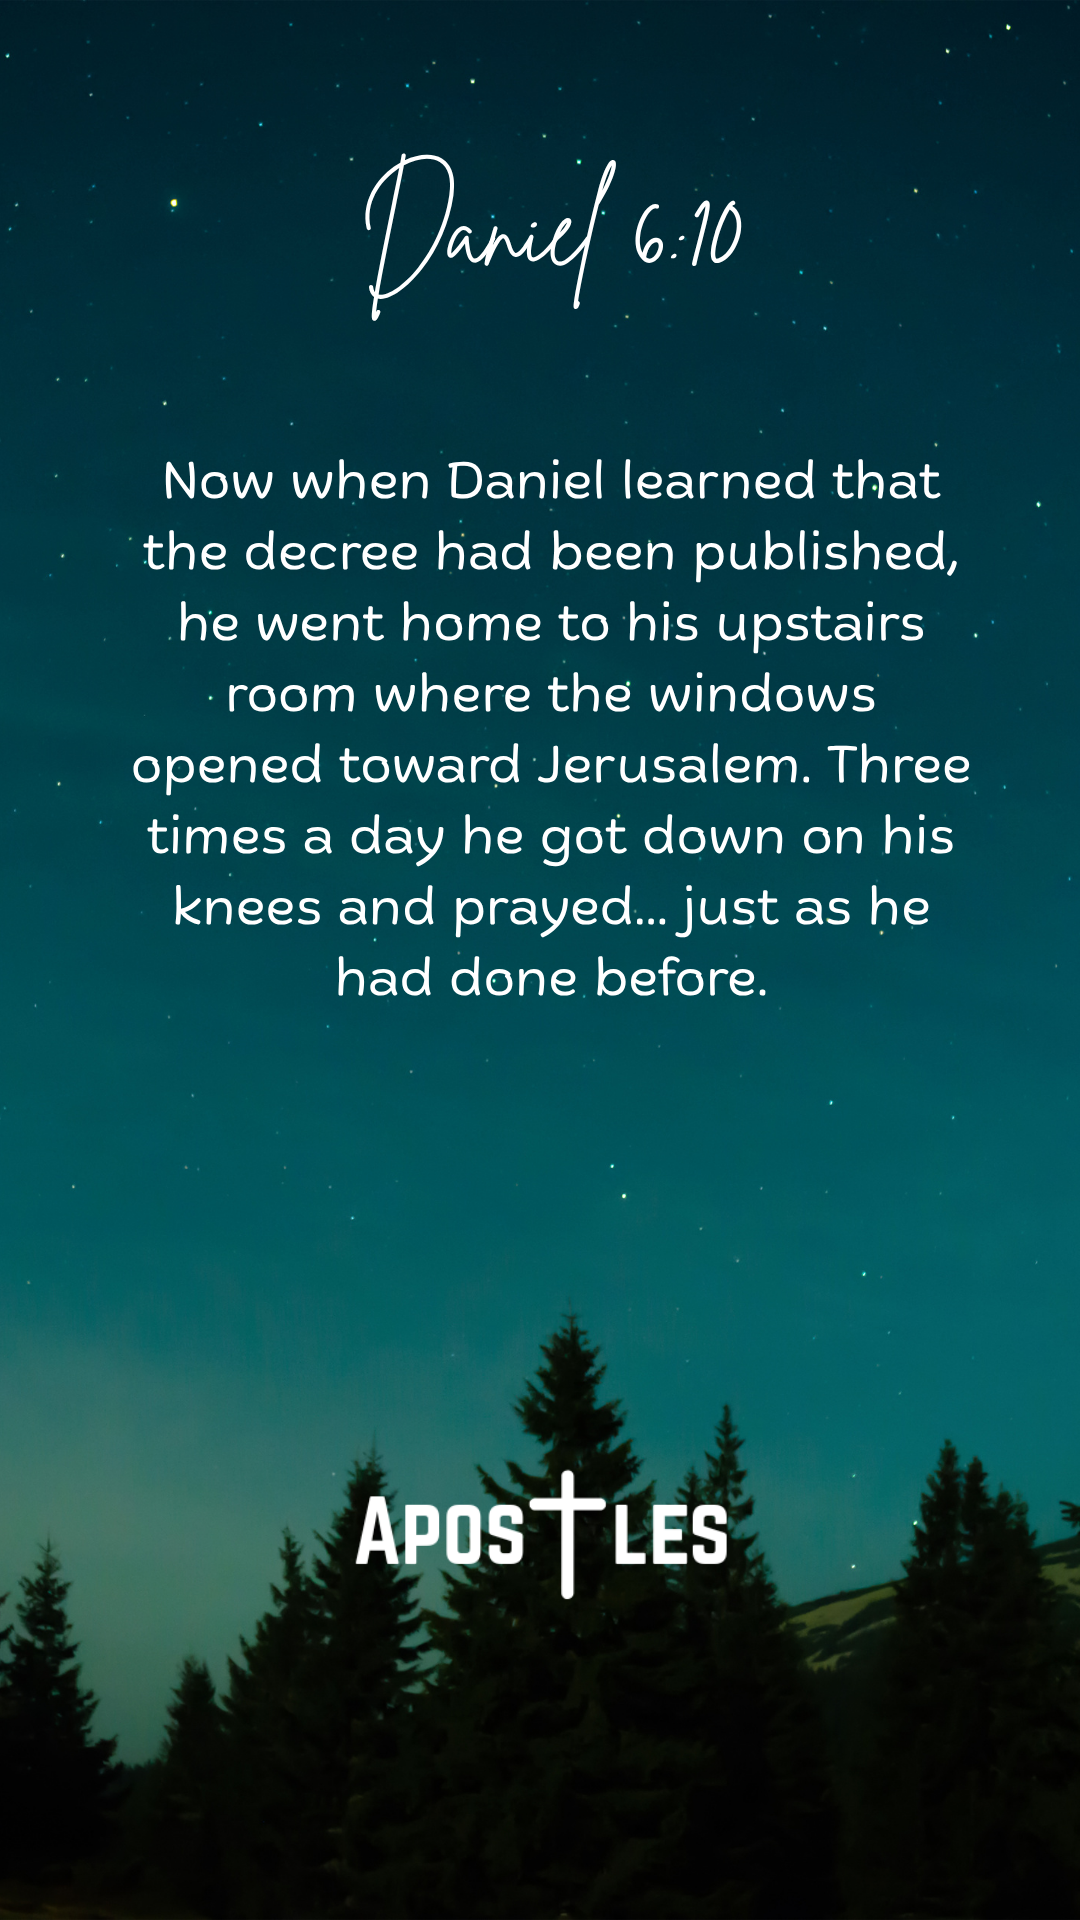 Daniel 6:10
Now when Daniel learned that
the decree had been published,
he went home to his upstairs
room where the windows
opened toward Jerusalem. Three
times a day he got down on his
knees and prayed... just as he
had done before.
APOSTLES